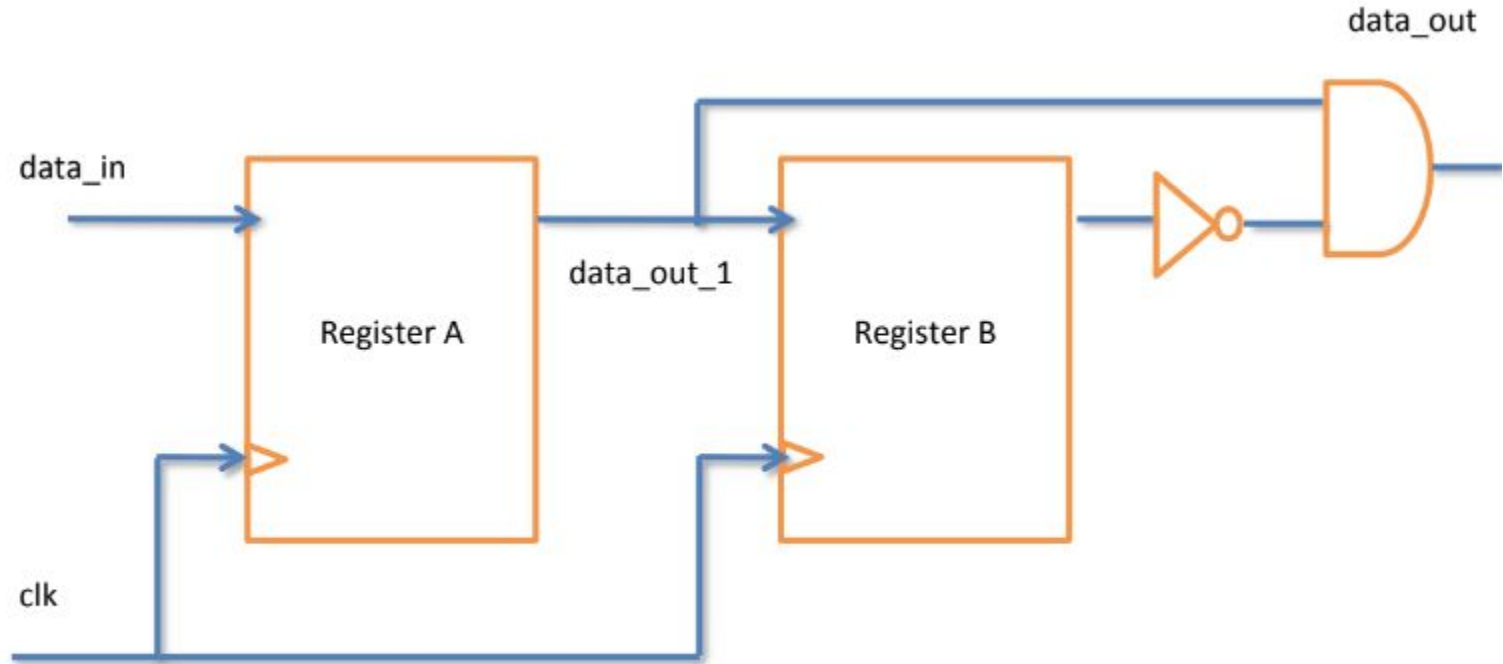 data_out
data_in
data_out_1
Register A
Register B
clk